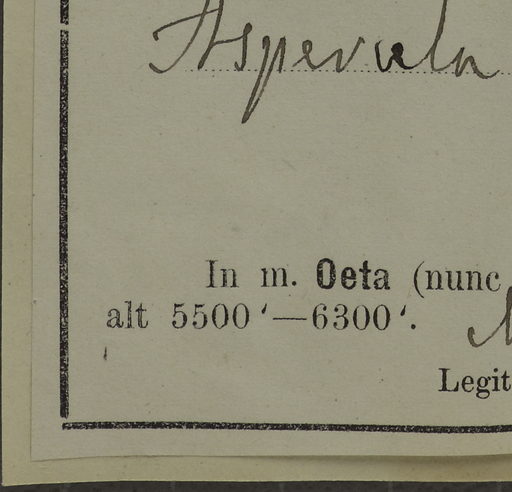 Asperula
In m. Oeta (nunc
alt 5500'—6300'.
Legit